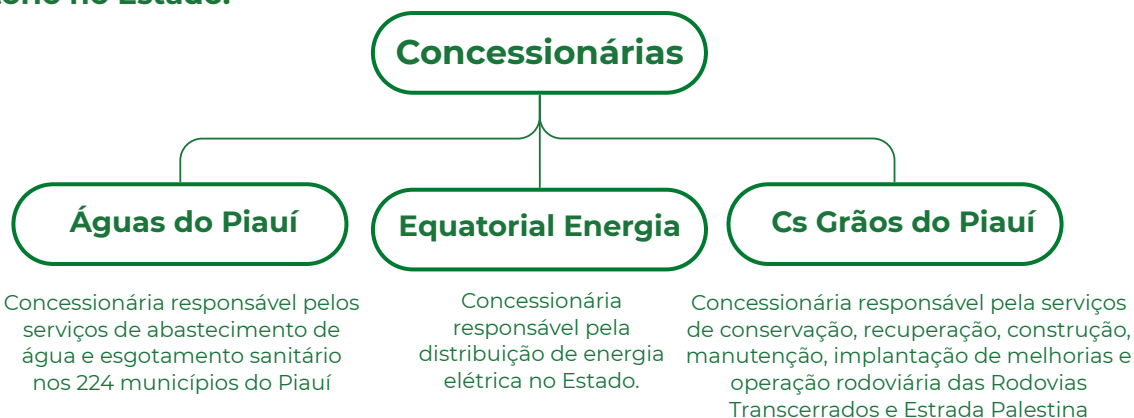 no Estado.
Concessionárias
Águas do Piauí
Concessionária responsável pelos
serviços de abastecimento de
água e esgotamento sanitário
nos 224 municípios do Piauí
Equatorial Energia
Concessionária
responsável pela
distribuição de energia
elétrica no Estado.
Cs Grãos do Piauí
Concessionária responsável pela serviços
de conservação, recuperação, construção,
manutenção, implantação de melhorias e
operação rodoviária das Rodovias
Transcerrados e Estrada Palestina